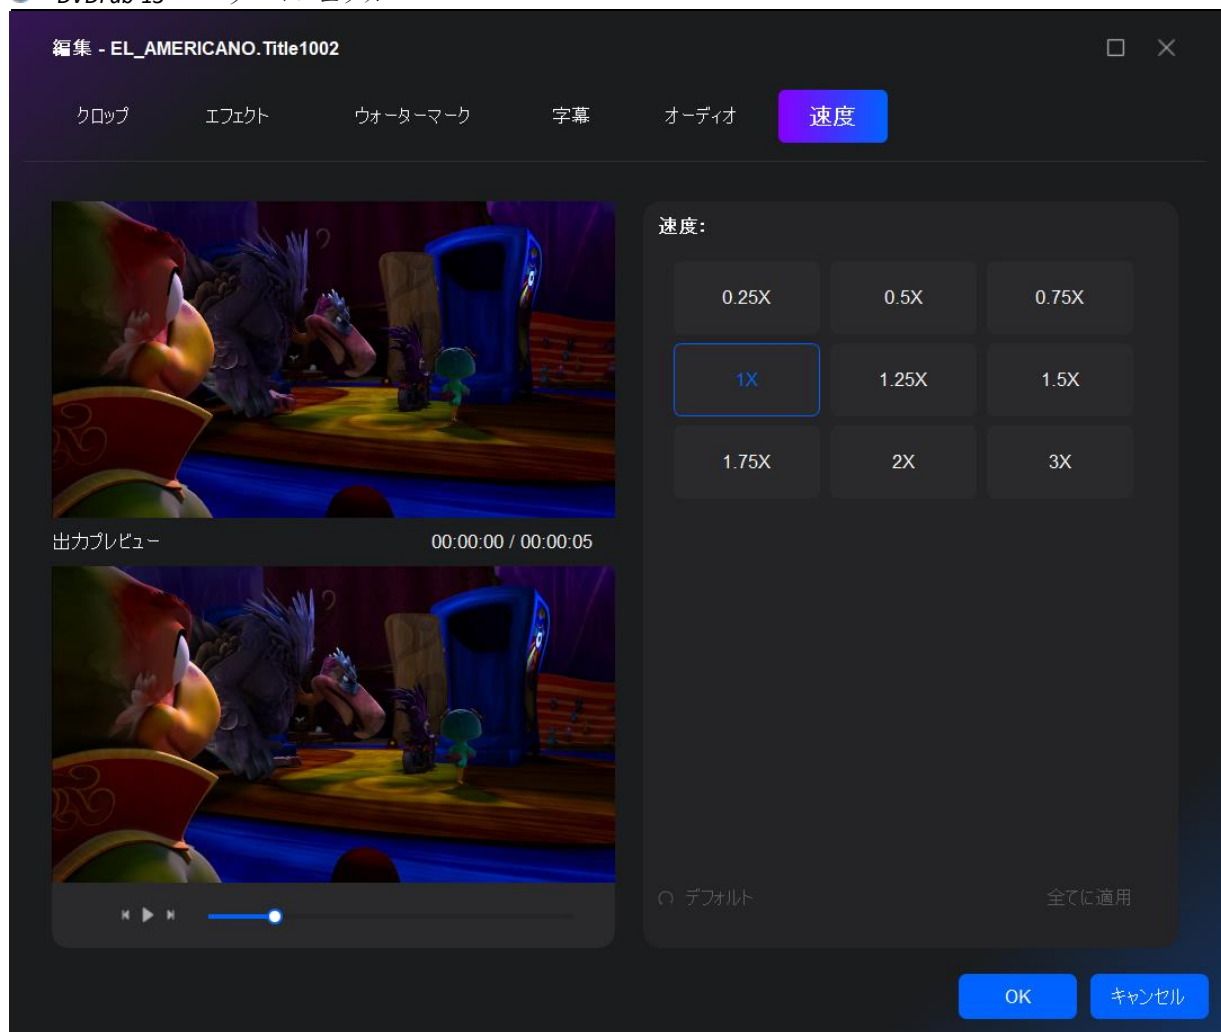 編集 - EL_AMERICANO.Title1002
クロップ エフェクト ウォーターマーク 字幕 オーディオ 速度
速度:
0.25X 0.5X 0.75X
1X 1.25X 1.5X
1.75X 2X 3X
出力プレビュー 00:00:00 / 00:00:05
デフォルト 全てに適用
OK キャンセル